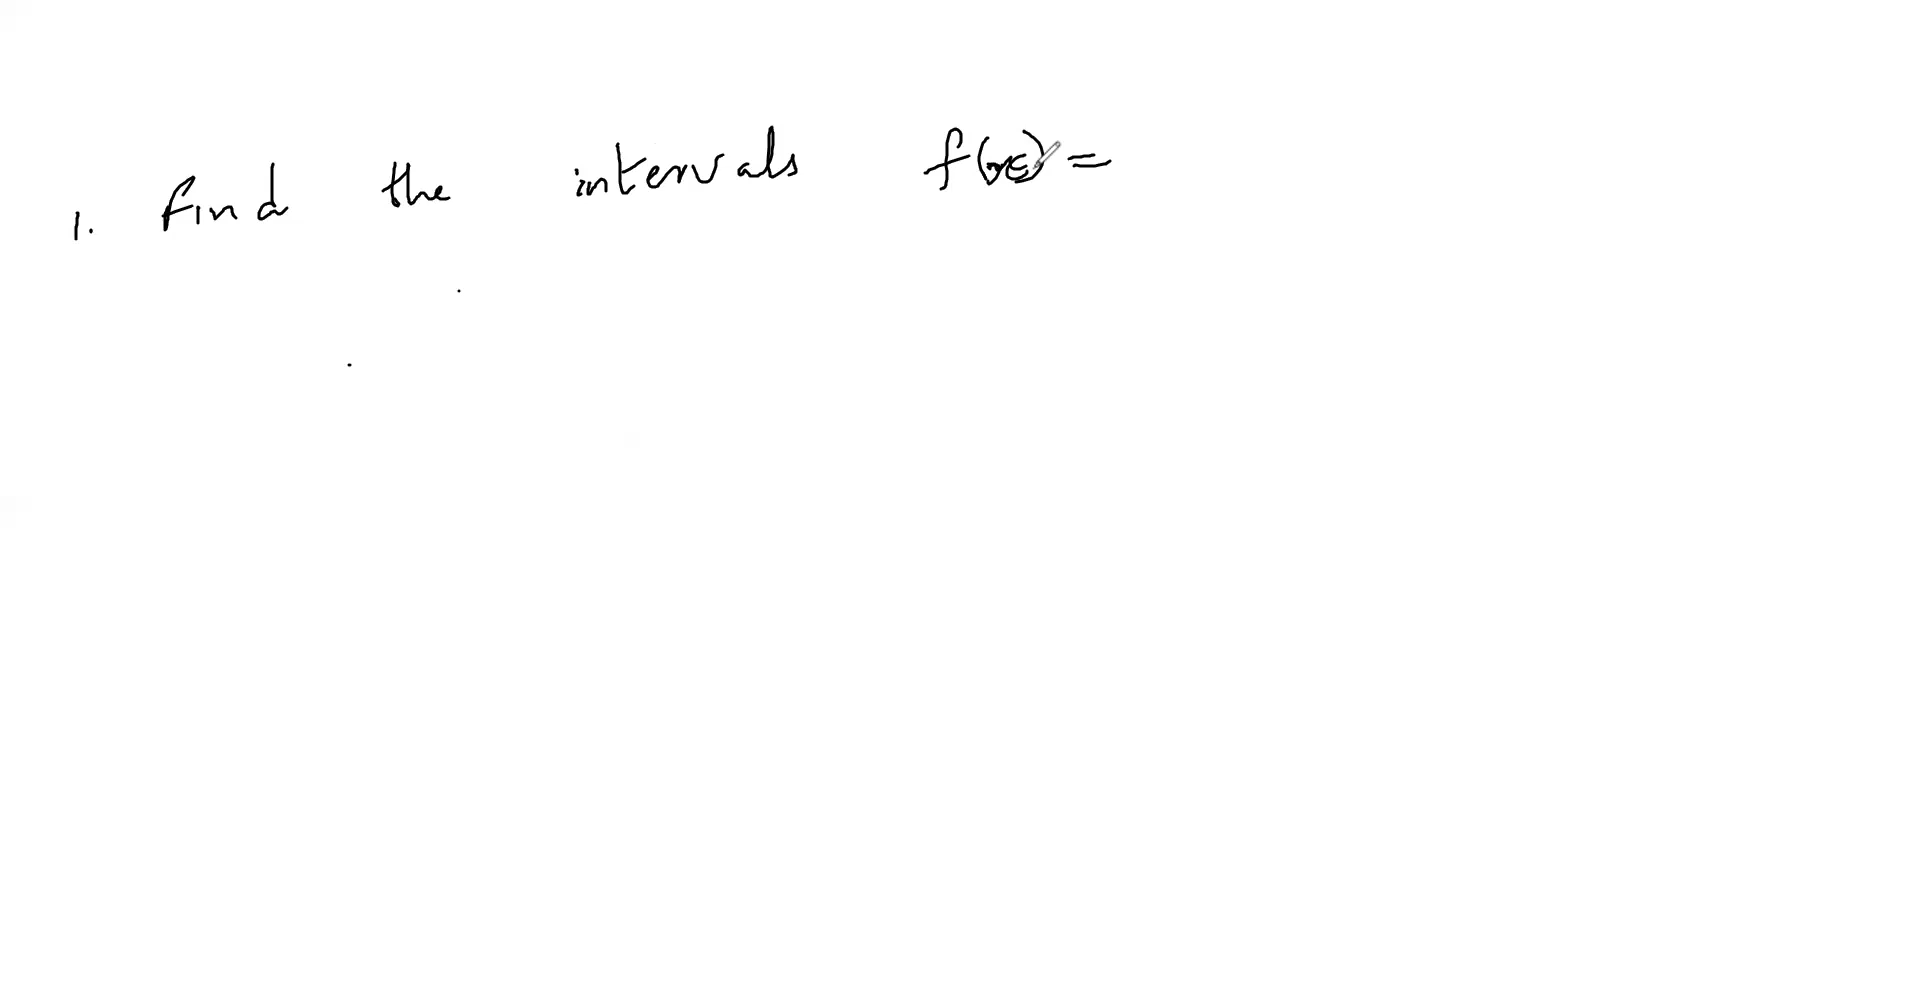 1. Find the intervals f(x) =